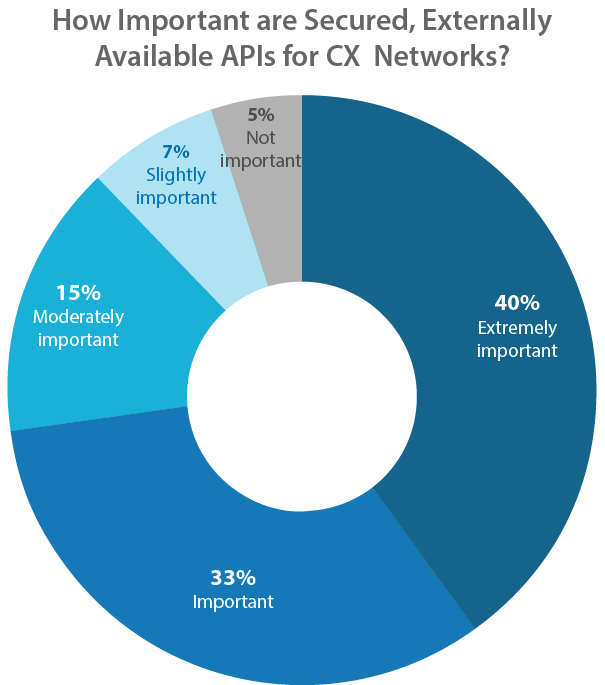 How Important are Secured, Externally
Available APIs for CX  Networks?
5%
Not
important
7%
Slightly
important
15%
Moderately
important
40%
Extremely
important
33%
Important